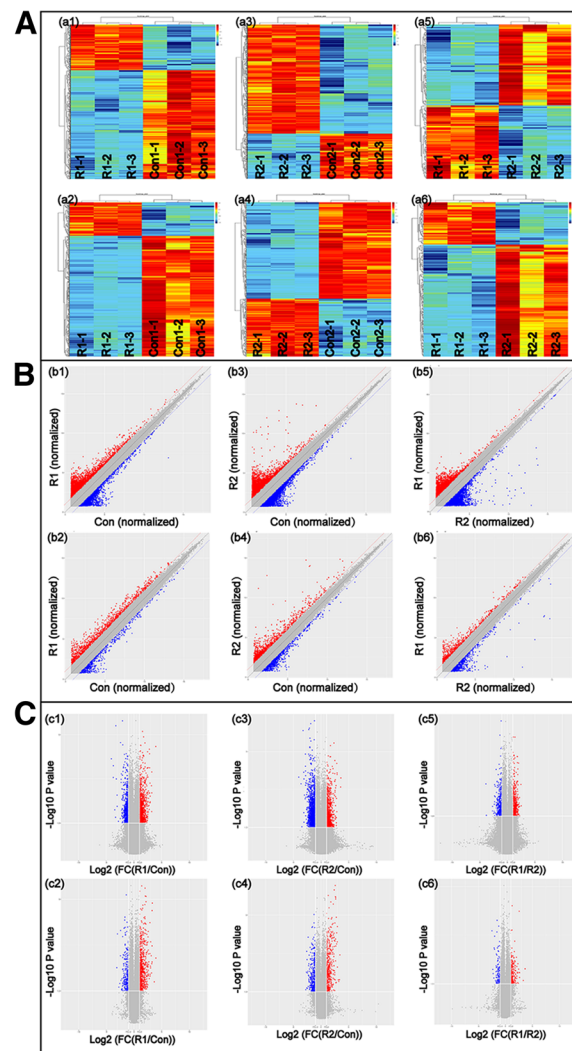 A
(a1)
(a3)
(a5)
R1-1
R1-2
R1-3
Con1-1
Con1-2
Con1-3
R2-1
R2-2
R2-3
Con2-1
Con2-2
Con2-3
R1-1
R1-2
R1-3
R2-1
R2-2
R2-3
(a2)
(a4)
(a6)
R1-1
R1-2
R1-3
Con1-1
Con1-2
Con1-3
R2-1
R2-2
R2-3
Con2-1
Con2-2
Con2-3
R1-1
R1-2
R1-3
R2-1
R2-2
R2-3
B
(b1)
(b3)
(b5)
R1 (normalized)
R2 (normalized)
R1 (normalized)
Con (normalized)
Con (normalized)
R2 (normalized)
(b2)
(b4)
(b6)
R1 (normalized)
R2 (normalized)
R1 (normalized)
Con (normalized)
Con (normalized)
R2 (normalized)
C
(c1)
(c3)
(c5)
-Log10 P value
-Log10 P value
-Log10 P value
Log2 (FC(R1/Con))
Log2 (FC(R2/Con))
Log2 (FC(R1/R2))
(c2)
(c4)
(c6)
-Log10 P value
-Log10 P value
-Log10 P value
Log2 (FC(R1/Con))
Log2 (FC(R2/Con))
Log2 (FC(R1/R2))